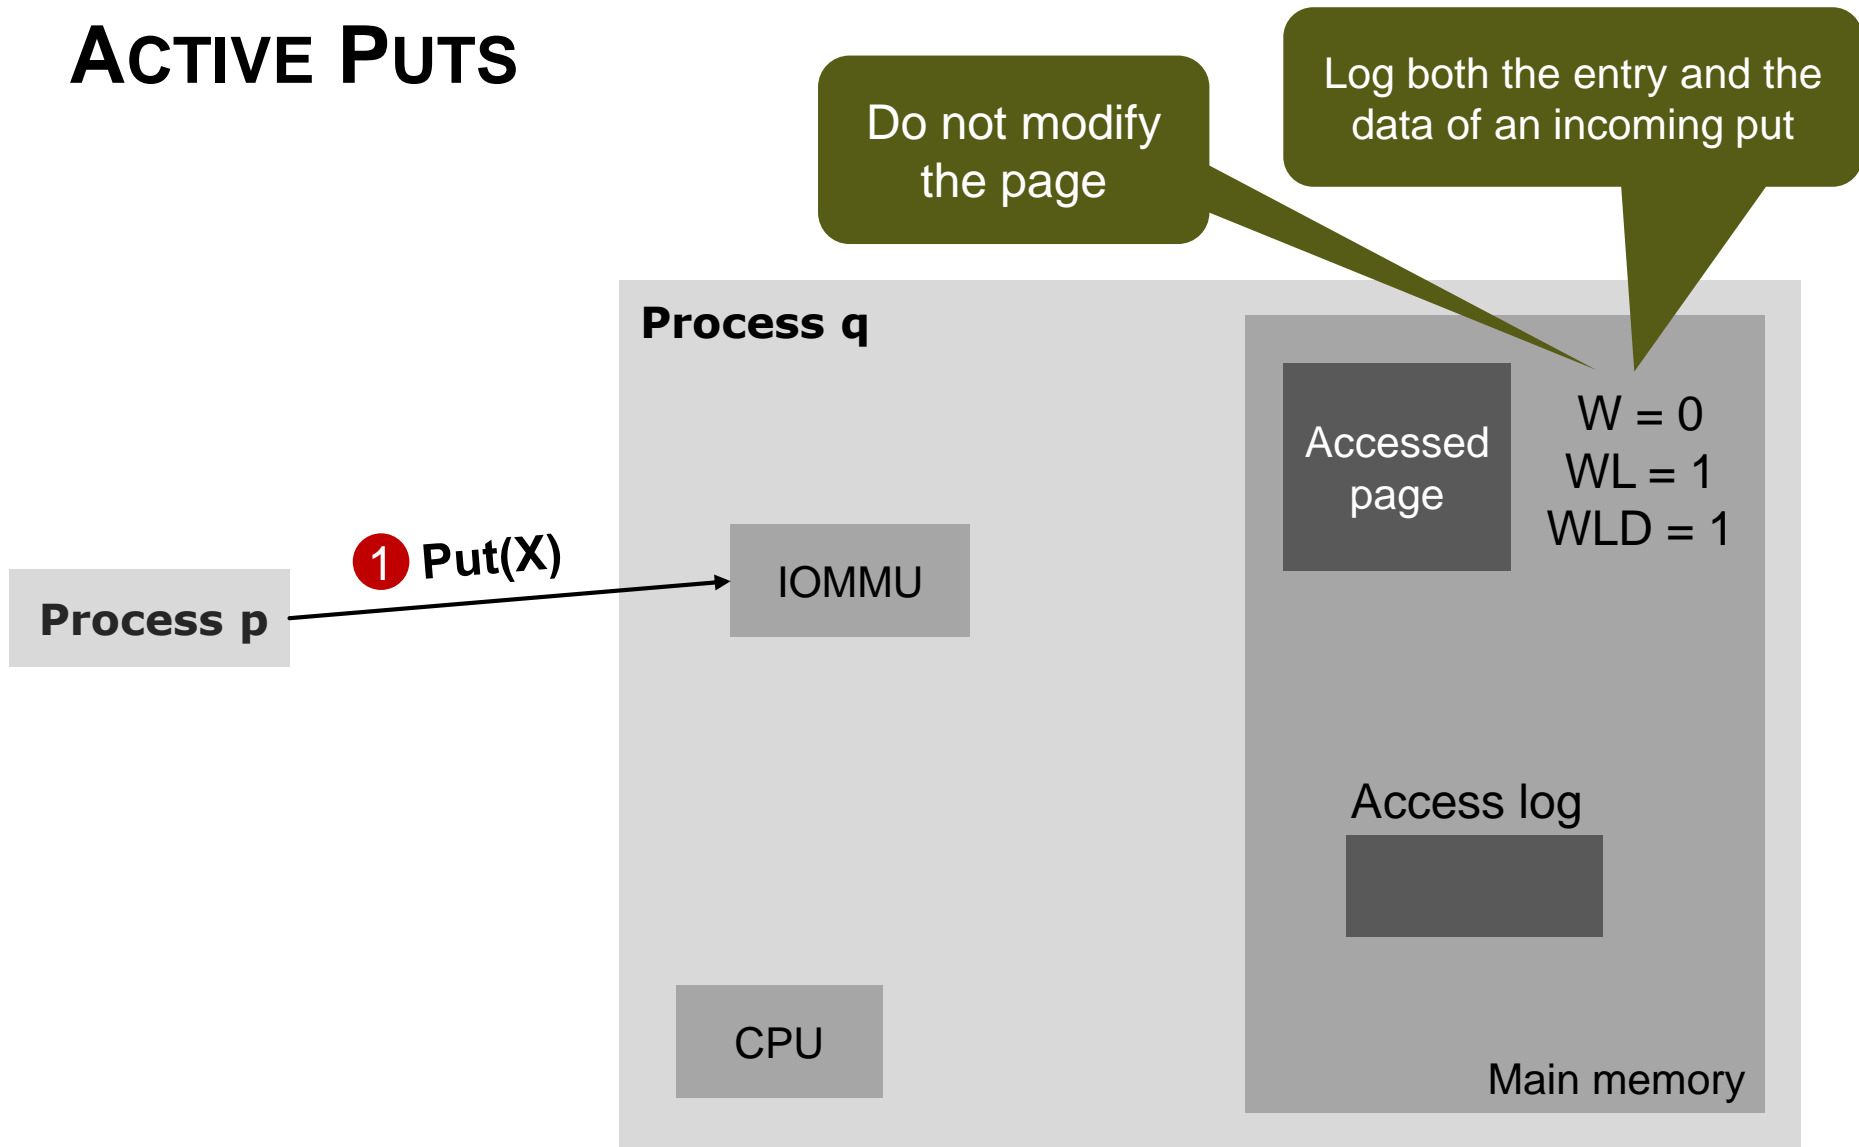 ACTIVE PUTS
Do not modify
the page
Log both the entry and the
data of an incoming put
Process q
Accessed
page
W = 0
WL = 1
WLD = 1
1 Put(X)
IOMMU
Process p
Access log
CPU
Main memory